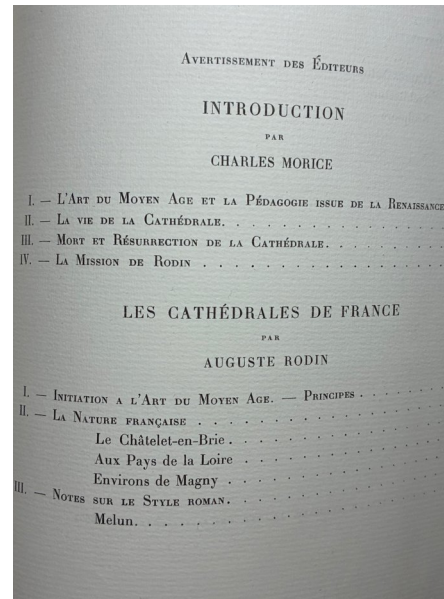 Avertissement des Éditeurs
INTRODUCTION
PAR
CHARLES MORICE
I. — L'Art du Moyen Age et la Pédagogie issue de la Renaissance
II. — La vie de la Cathédrale. . . . . . . . . . . . . .
III. — Mort et Résurrection de la Cathédrale. . . . . . .
IV. — La Mission de Rodin . . . . . . . . . . . . . . .
LES CATHÉDRALES DE FRANCE
PAR
AUGUSTE RODIN
I. — Initiation a l'Art du Moyen Age. — Principes . . . . . .
II. — La Nature française . . . . . . . . . . . . . . .
Le Châtelet-en-Brie . . . . . . . . . . . . .
Aux Pays de la Loire . . . . . . . . . . . .
Environs de Magny . . . . . . . . . . . . .
III. — Notes sur le Style roman. . . . . . . . . . . . .
Melun. . . . . . . . . . . . . . . . . .